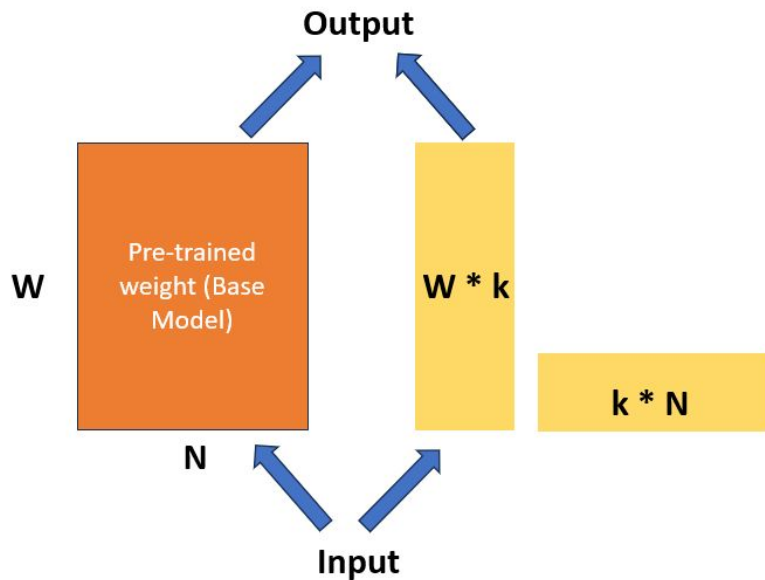 Output
Pre-trained
weight (Base
Model)
W
W * k
k * N
N
Input